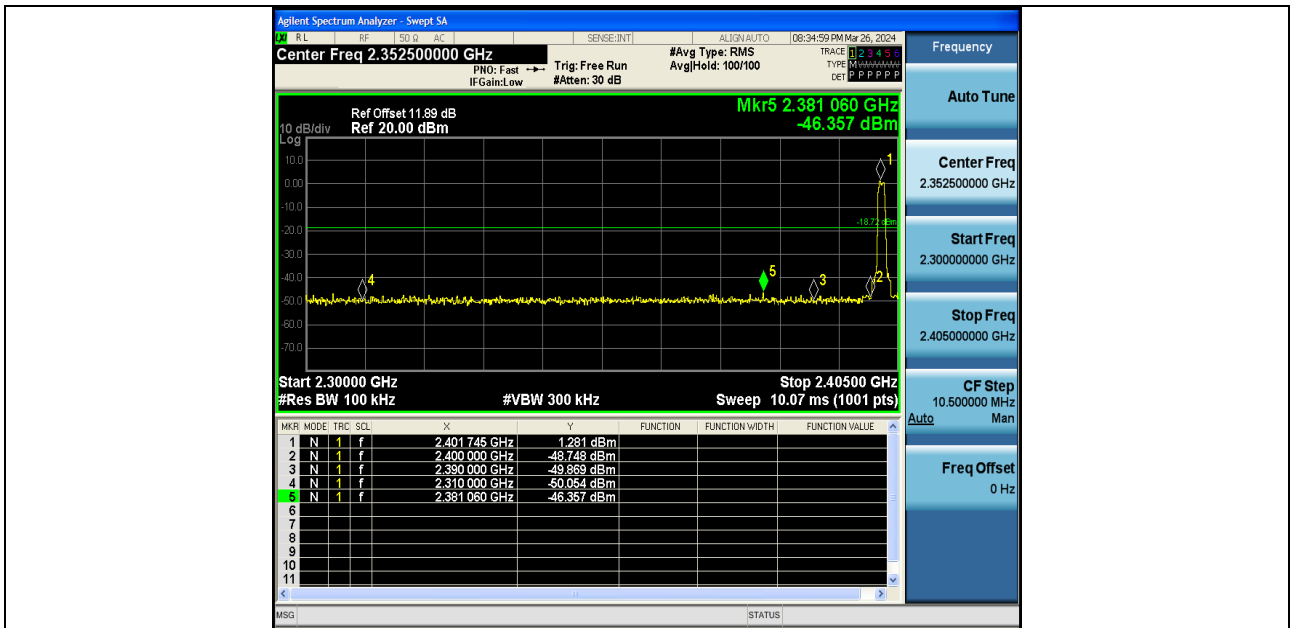 Agilent Spectrum Analyzer - Swept SA
RL RF 50 Ω AC SENSE:INT ALIGN AUTO 08:34:59 PM Mar 26, 2024
Center Freq 2.352500000 GHz
PNO: Fast
IFGain:Low
Trig: Free Run
#Atten: 30 dB
#Avg Type: RMS
Avg|Hold: 100/100
TRACE 1 2 3 4 5 6
TYPE M
DET P P P P P P
Mkr5 2.381 060 GHz
-46.357 dBm
Ref Offset 11.89 dB
10 dB/div Ref 20.00 dBm
Log
10.0
0.00
-10.0
-20.0
-30.0
-40.0
-50.0
-60.0
-70.0
1
-18.72 dBm
4
5
3
2
Start 2.30000 GHz Stop 2.40500 GHz
#Res BW 100 kHz #VBW 300 kHz Sweep 10.07 ms (1001 pts)
MKR MODE TRC SCL X Y FUNCTION FUNCTION WIDTH FUNCTION VALUE
1 N 1 f 2.401 745 GHz 1.281 dBm
2 N 1 f 2.400 000 GHz -48.748 dBm
3 N 1 f 2.390 000 GHz -49.869 dBm
4 N 1 f 2.310 000 GHz -50.054 dBm
5 N 1 f 2.381 060 GHz -46.357 dBm
6
7
8
9
10
11
MSG STATUS
Frequency
Auto Tune
Center Freq
2.352500000 GHz
Start Freq
2.300000000 GHz
Stop Freq
2.405000000 GHz
CF Step
10.500000 MHz
Auto Man
Freq Offset
0 Hz